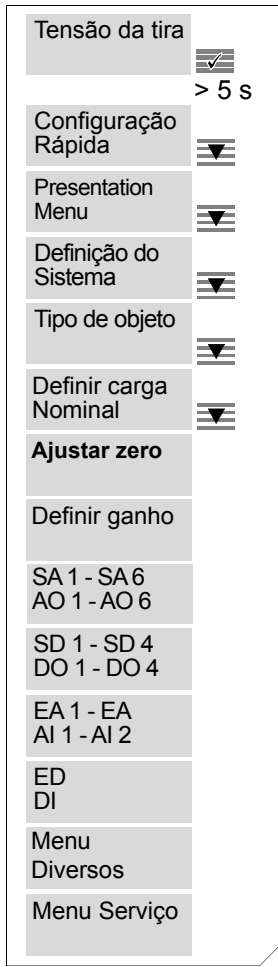 Tensão da tira
> 5 s
Configuração
Rápida
Presentation
Menu
Definição do
Sistema
Tipo de objeto
Definir carga
Nominal
Ajustar zero
Definir ganho
SA 1 - SA 6
AO 1 - AO 6
SD 1 - SD 4
DO 1 - DO 4
EA 1 - EA
AI 1 - AI 2
ED
DI
Menu
Diversos
Menu Serviço